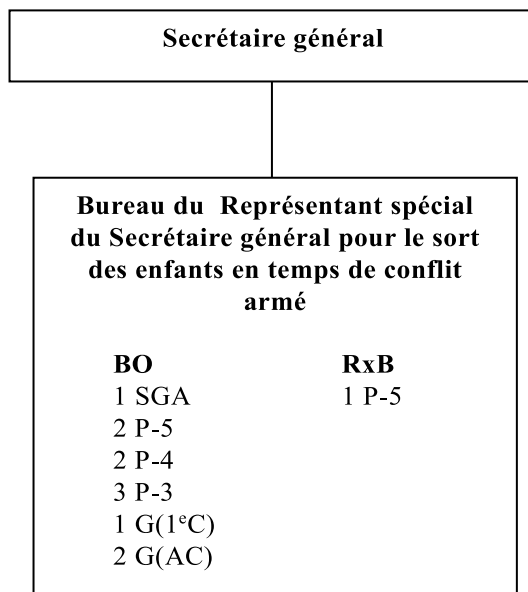 Secrétaire général
Bureau du Représentant spécial
du Secrétaire général pour le sort
des enfants en temps de conflit
armé
BO RxB
1 SGA 1 P-5
2 P-5
2 P-4
3 P-3
1 G(1ᵉC)
2 G(AC)